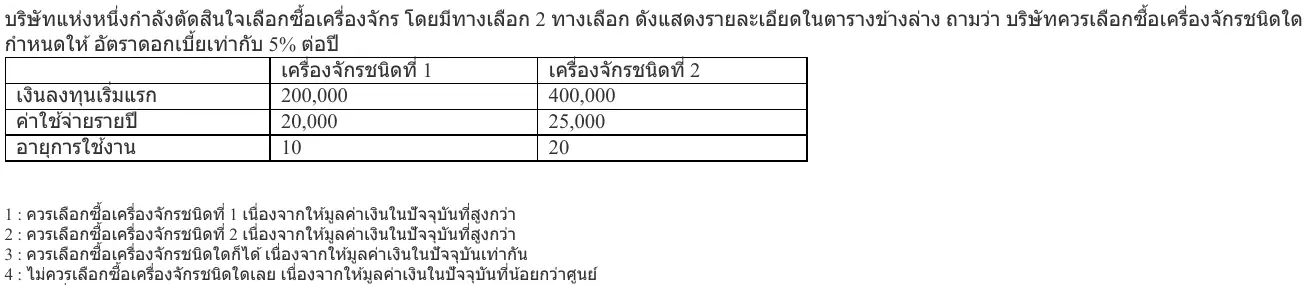 บริษัทแห่งหนึ่งกำลังตัดสินใจเลือกซื้อเครื่องจักร โดยมีทางเลือก 2 ทางเลือก ดังแสดงรายละเอียดในตารางข้างล่าง ถามว่า บริษัทควรเลือกซื้อเครื่องจักรชนิดใด
กำหนดให้ อัตราดอกเบี้ยเท่ากับ 5% ต่อปี
เครื่องจักรชนิดที่ 1 เครื่องจักรชนิดที่ 2
เงินลงทุนเริ่มแรก 200,000 400,000
ค่าใช้จ่ายรายปี 20,000 25,000
อายุการใช้งาน 10 20
1 : ควรเลือกซื้อเครื่องจักรชนิดที่ 1 เนื่องจากให้มูลค่าเงินในปัจจุบันที่สูงกว่า
2 : ควรเลือกซื้อเครื่องจักรชนิดที่ 2 เนื่องจากให้มูลค่าเงินในปัจจุบันที่สูงกว่า
3 : ควรเลือกซื้อเครื่องจักรชนิดใดก็ได้ เนื่องจากให้มูลค่าเงินในปัจจุบันเท่ากัน
4 : ไม่ควรเลือกซื้อเครื่องจักรชนิดใดเลย เนื่องจากให้มูลค่าเงินในปัจจุบันที่น้อยกว่าศูนย์